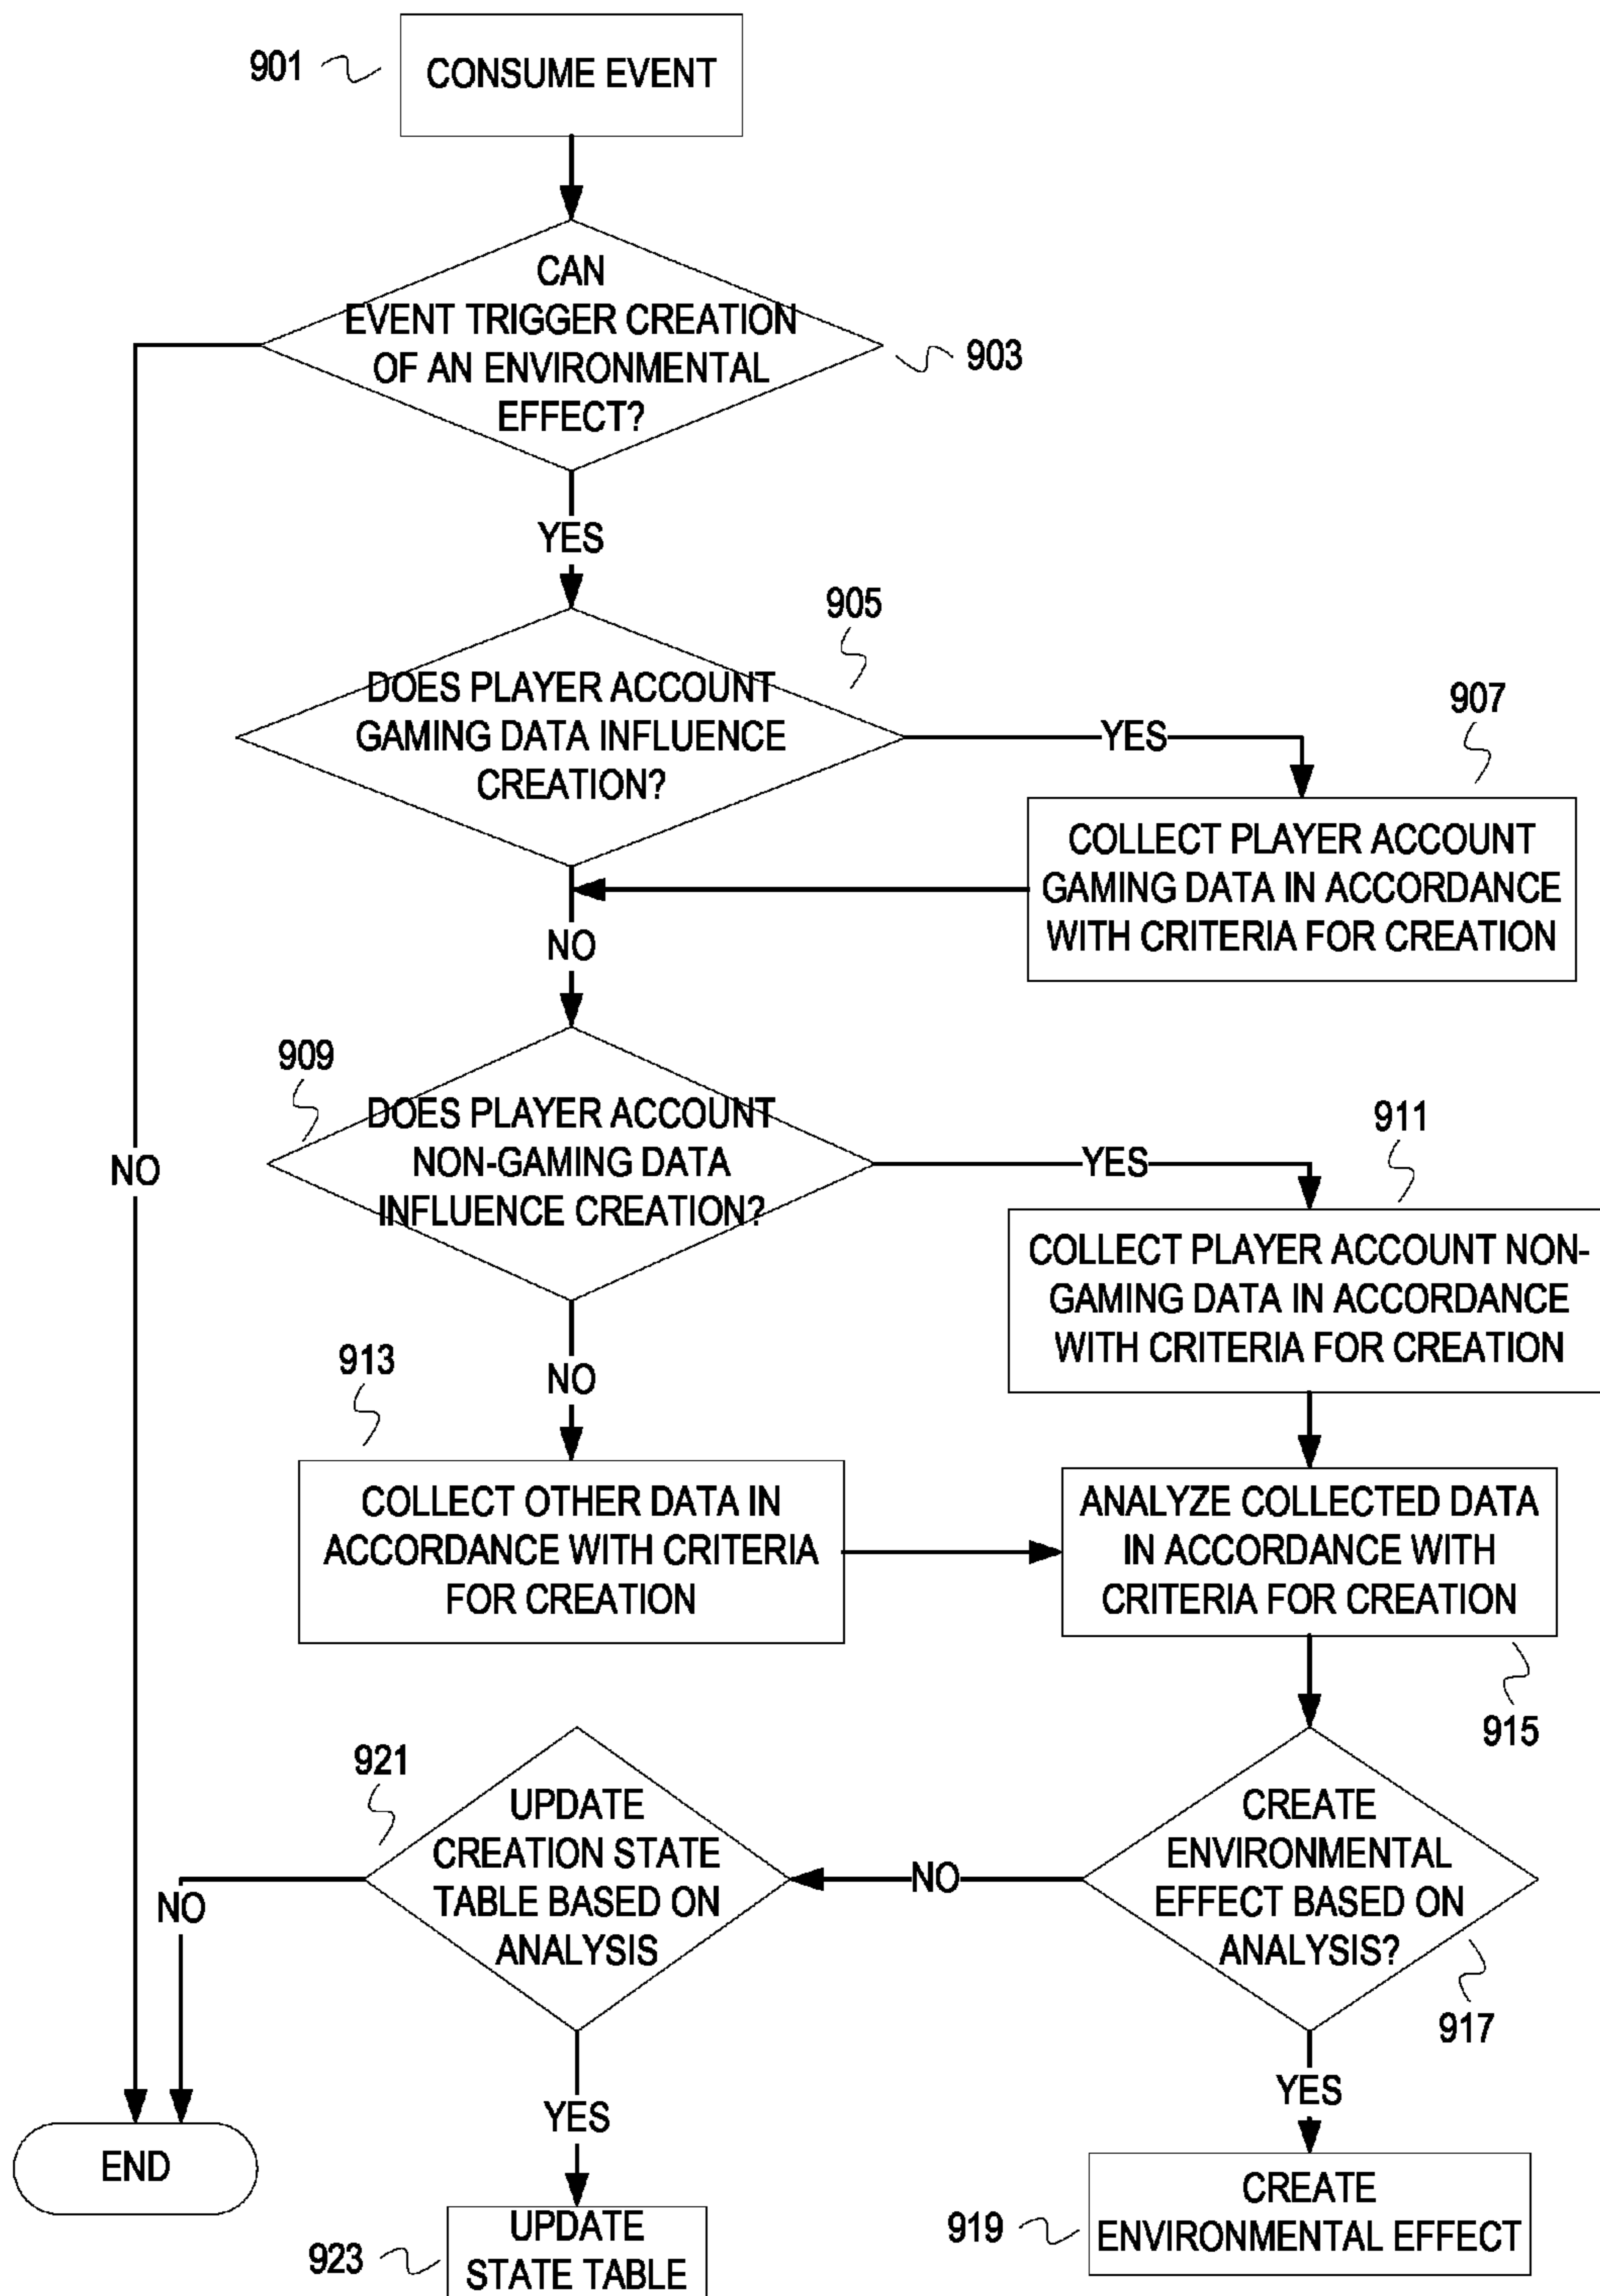 901
CONSUME EVENT
CAN
EVENT TRIGGER CREATION
OF AN ENVIRONMENTAL
EFFECT?
903
YES
905
DOES PLAYER ACCOUNT
GAMING DATA INFLUENCE
CREATION?
YES
907
COLLECT PLAYER ACCOUNT
GAMING DATA IN ACCORDANCE
WITH CRITERIA FOR CREATION
NO
909
DOES PLAYER ACCOUNT
NON-GAMING DATA
INFLUENCE CREATION?
NO
YES
911
COLLECT PLAYER ACCOUNT NON-
GAMING DATA IN ACCORDANCE
WITH CRITERIA FOR CREATION
NO
913
COLLECT OTHER DATA IN
ACCORDANCE WITH CRITERIA
FOR CREATION
ANALYZE COLLECTED DATA
IN ACCORDANCE WITH
CRITERIA FOR CREATION
915
CREATE
ENVIRONMENTAL
EFFECT BASED ON
ANALYSIS?
917
NO
921
UPDATE
CREATION STATE
TABLE BASED ON
ANALYSIS
NO
YES
YES
END
923
UPDATE
STATE TABLE
919
CREATE
ENVIRONMENTAL EFFECT